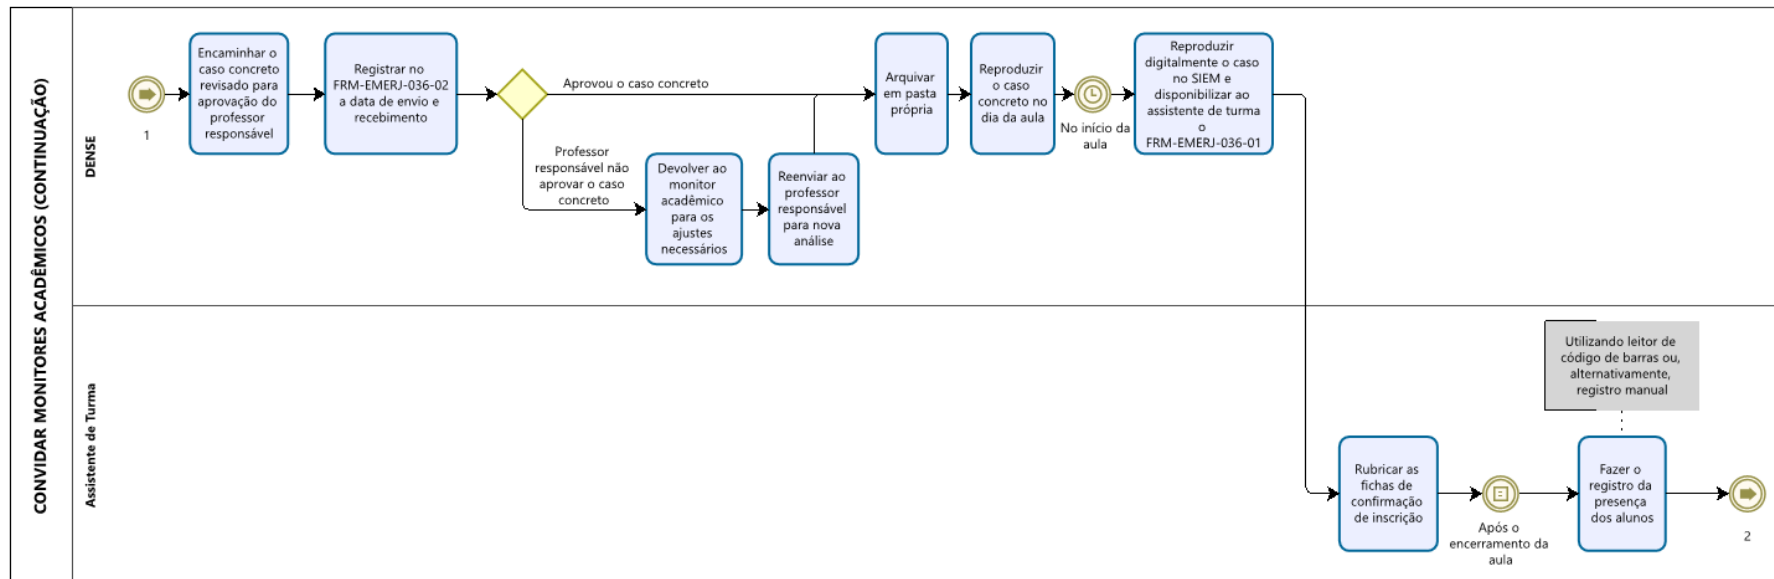 CONVIDAR MONITORES ACADÊMICOS (CONTINUAÇÃO)
DENSE
1
Encaminhar o
caso concreto
revisado para
aprovação do
professor
responsável
Registrar no
FRM-EMERJ-036-02
a data de envio e
recebimento
Aprovou o caso concreto
Professor
responsável não
aprovar o caso
concreto
Devolver ao
monitor
acadêmico
para os
ajustes
necessários
Reenviar ao
professor
responsável
para nova
análise
Arquivar
em pasta
própria
Reproduzir
o caso
concreto no
dia da aula
No início da
aula
Reproduzir
digitalmente o caso
no SIEM e
disponibilizar ao
assistente de turma
o
FRM-EMERJ-036-01
Assistente de Turma
Rubricar as
fichas de
confirmação
de inscrição
Após o
encerramento da
aula
Utilizando leitor de
código de barras ou,
alternativamente,
registro manual
Fazer o
registro da
presença
dos alunos
2